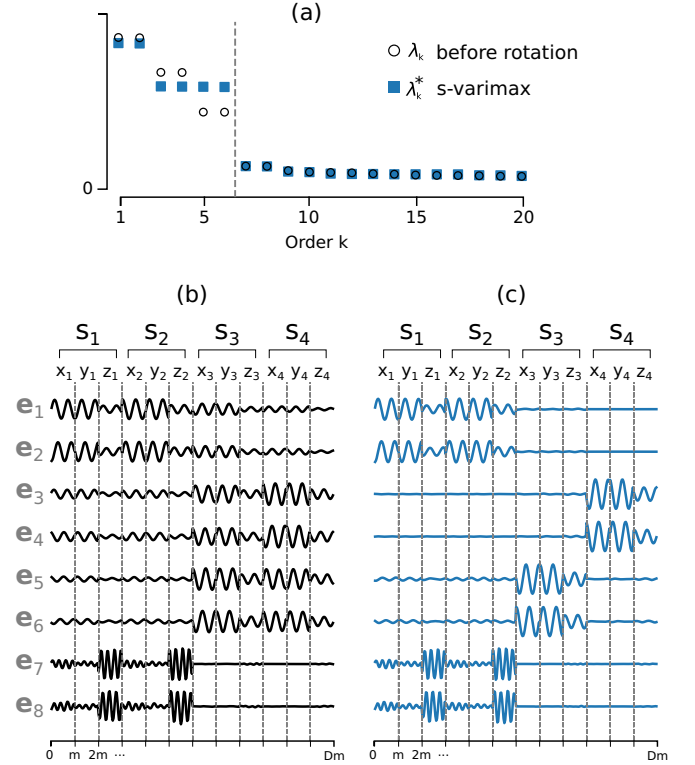 (a)
λₖ before rotation
λₖ* s-varimax
0
1 5 10 15 20
Order k
(b) (c)
S₁ S₂ S₃ S₄ S₁ S₂ S₃ S₄
x₁ y₁ z₁ x₂ y₂ z₂ x₃ y₃ z₃ x₄ y₄ z₄ x₁ y₁ z₁ x₂ y₂ z₂ x₃ y₃ z₃ x₄ y₄ z₄
e₁
e₂
e₃
e₄
e₅
e₆
e₇
e₈
0 m 2m ... Dm 0 m 2m ... Dm